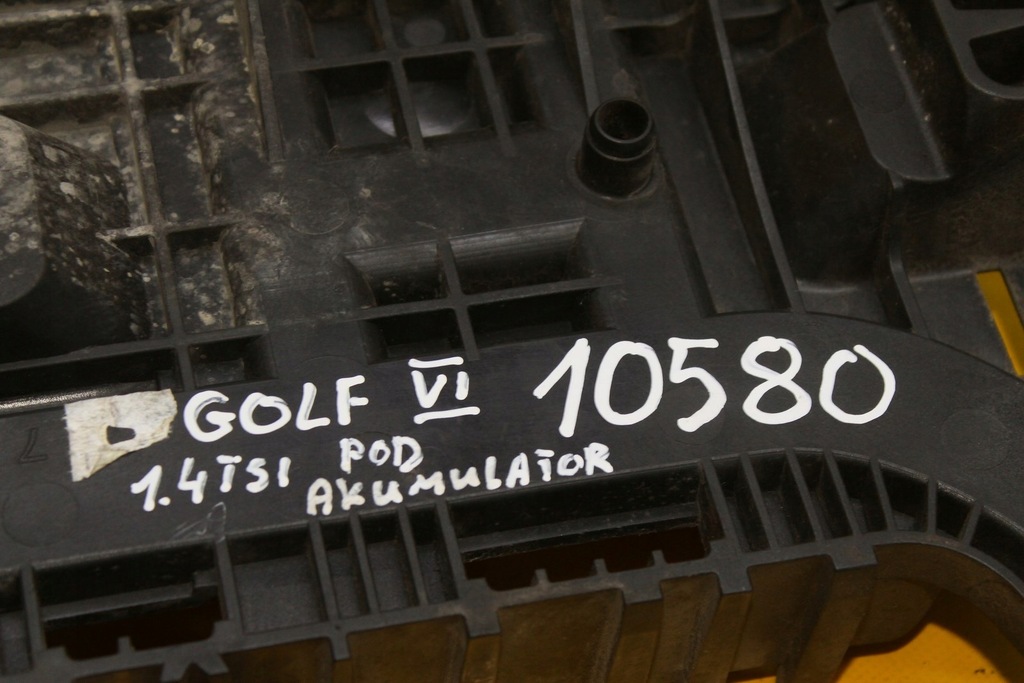 GOLF VI 10580
1.4TSI POD
AKUMULATOR